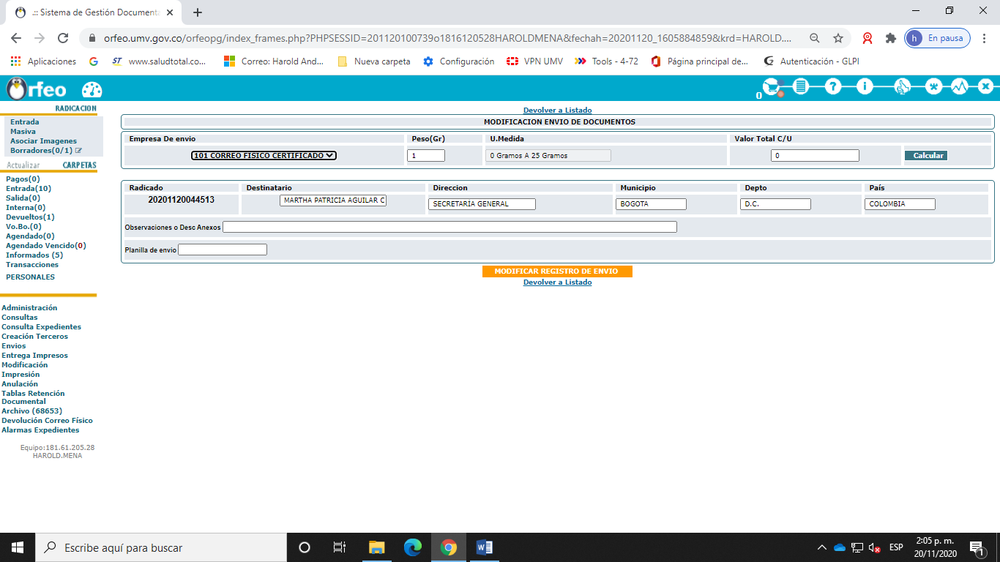 .:: Sistema de Gestión Documenta
orfeo.umv.gov.co/orfeopg/index_frames.php?PHPSESSID=201120100739o1816120528HAROLDMENA&fechah=20201120_1605884859&krd=HAROLD....
h En pausa
Aplicaciones
www.saludtotal.co...
Correo: Harold And...
Nueva carpeta
Configuración
VPN UMV
Tools - 4-72
Página principal de...
Autenticación - GLPI
Orfeo
0
RADICACION
Entrada
Masiva
Asociar Imagenes
Borradores(0/1)
Actualizar CARPETAS
Pagos(0)
Entrada(10)
Salida(0)
Interna(0)
Devueltos(1)
Vo.Bo.(0)
Agendado(0)
Agendado Vencido(0)
Informados (5)
Transacciones
PERSONALES
Administración
Consultas
Consulta Expedientes
Creación Terceros
Envios
Entrega Impresos
Modificación
Impresión
Anulación
Tablas Retención
Documental
Archivo (68653)
Devolución Correo Físico
Alarmas Expedientes
Equipo:181.61.205.28
HAROLD.MENA
Devolver a Listado
MODIFICACION ENVIO DE DOCUMENTOS
Empresa De envio Peso(Gr) U.Medida Valor Total C/U
101 CORREO FISICO CERTIFICADO 1 0 Gramos A 25 Gramos 0 Calcular
Radicado Destinatario Direccion Municipio Depto País
20201120044513 MARTHA PATRICIA AGUILAR C SECRETARÍA GENERAL BOGOTA D.C. COLOMBIA
Observaciones o Desc Anexos
Planilla de envio
MODIFICAR REGISTRO DE ENVIO
Devolver a Listado
Escribe aquí para buscar
ESP
2:05 p. m.
20/11/2020
1